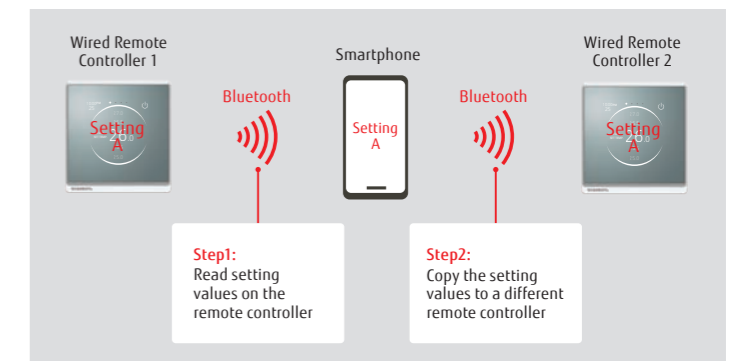 Wired Remote
Controller 1
Smartphone
Wired Remote
Controller 2
Bluetooth
Bluetooth
Setting
A
Setting
A
Setting
A
Step1:
Read setting
values on the
remote controller
Step2:
Copy the setting
values to a different
remote controller